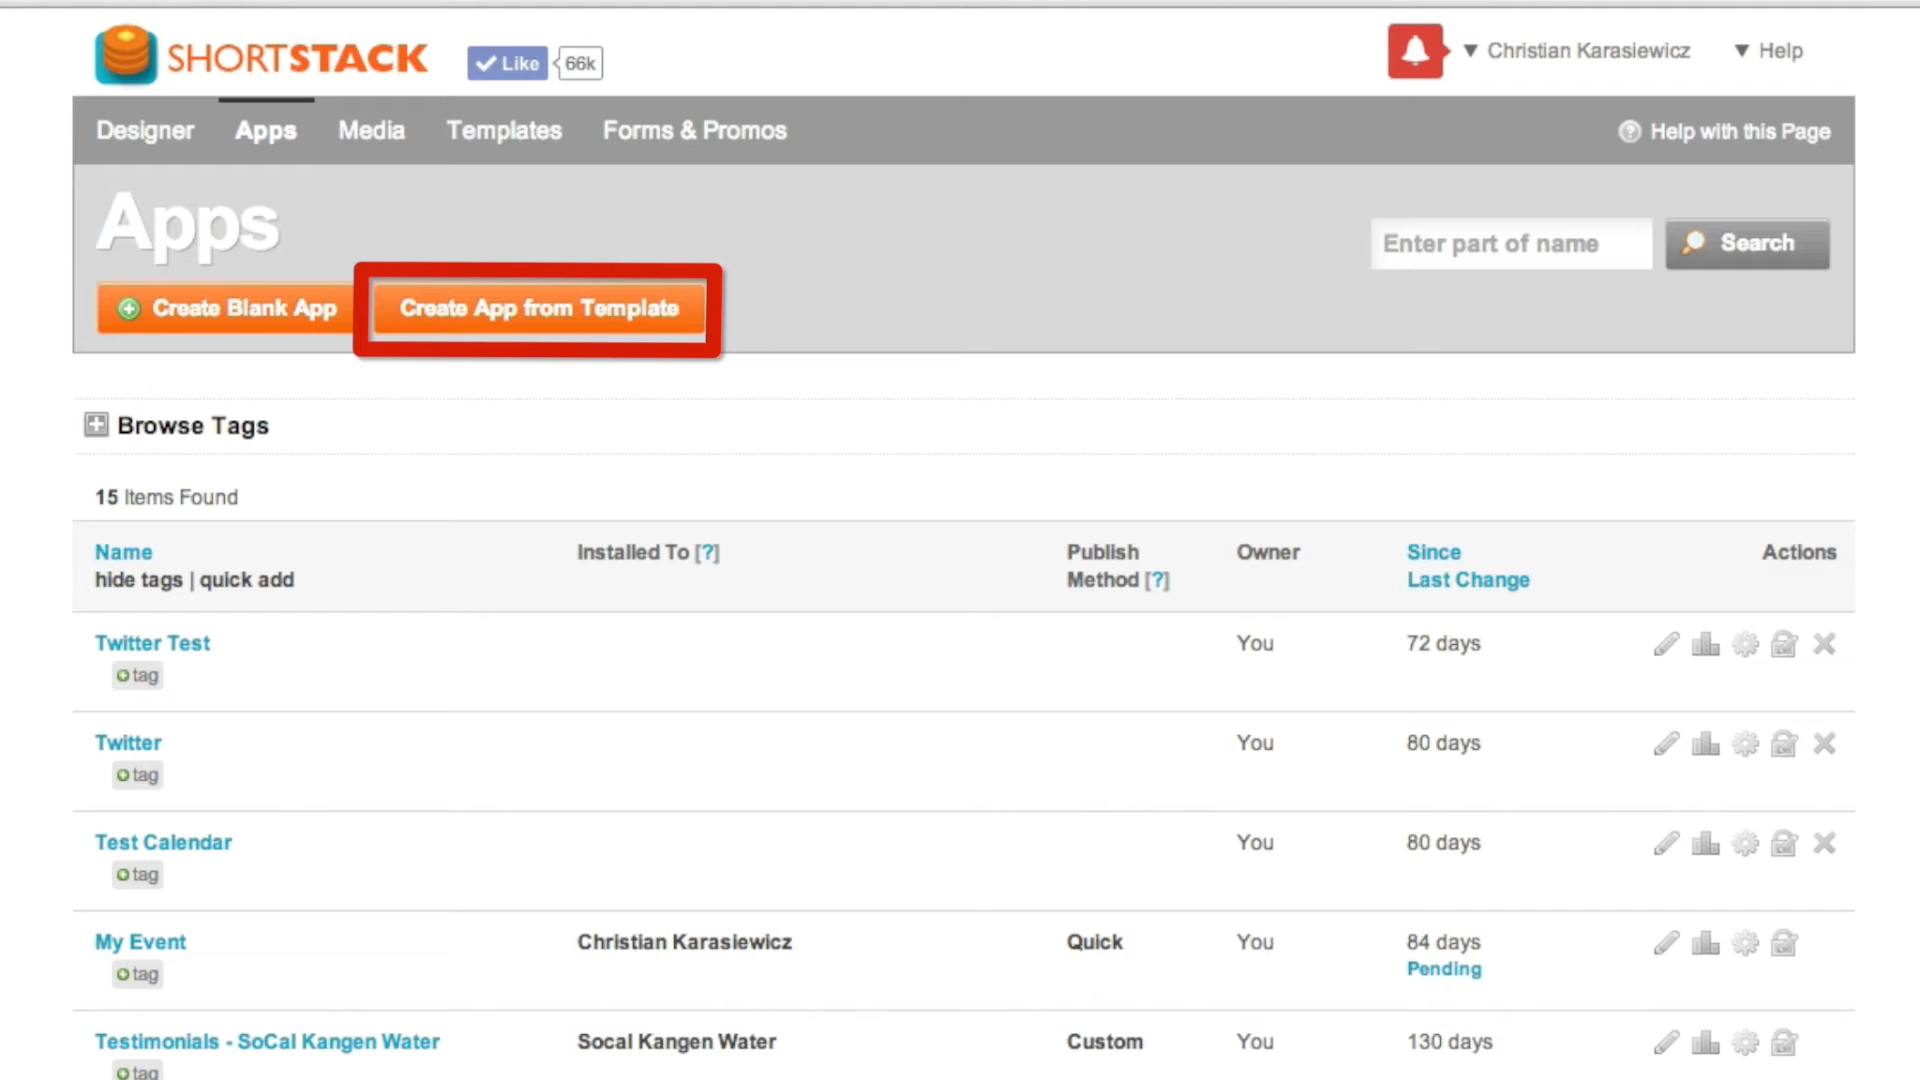 SHORTSTACK
Like 66k
Christian Karasiewicz Help
Designer Apps Media Templates Forms & Promos Help with this Page
Apps
Enter part of name Search
Create Blank App Create App from Template
Browse Tags
15 Items Found
Name Installed To [?] Publish Method [?] Owner Since Last Change Actions
hide tags | quick add
Twitter Test You 72 days
tag
Twitter You 80 days
tag
Test Calendar You 80 days
tag
My Event Christian Karasiewicz Quick You 84 days
Pending
tag
Testimonials - SoCal Kangen Water Socal Kangen Water Custom You 130 days
tag